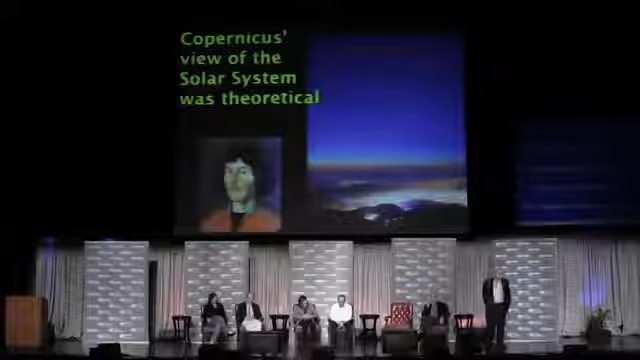 Copernicus'
view of the
Solar System
was theoretical